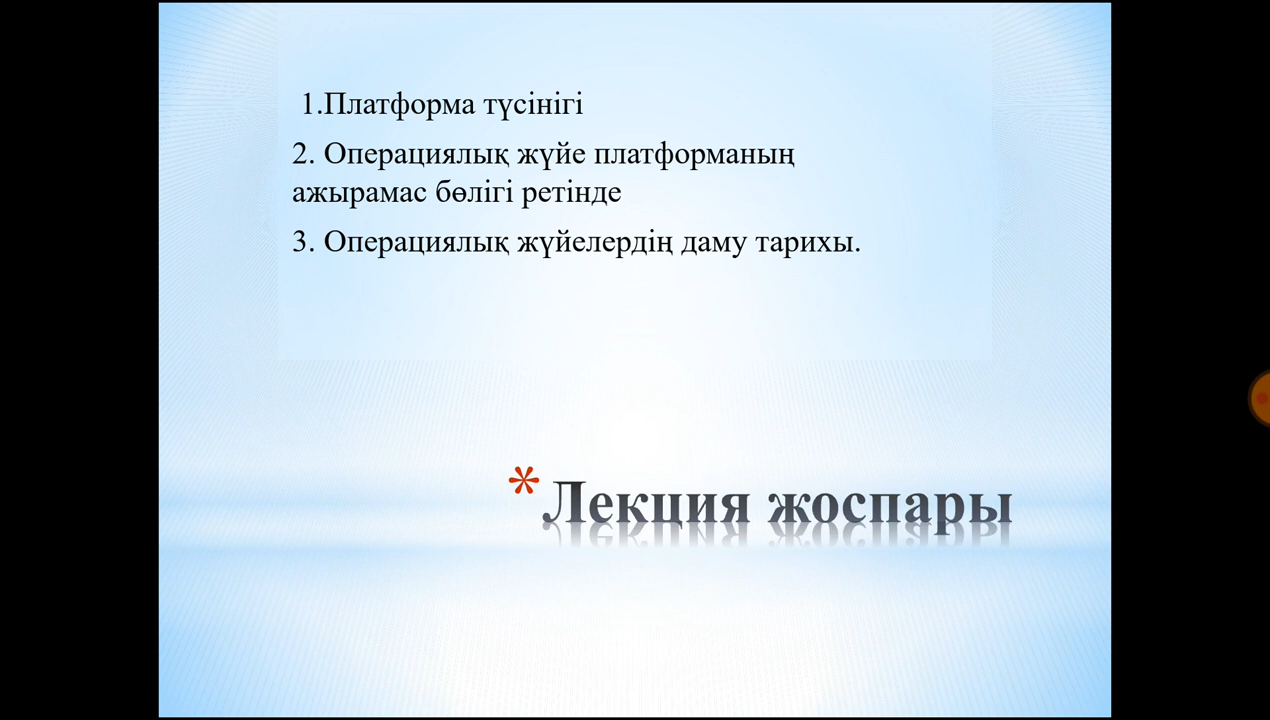 1.Платформа түсінігі
2. Операциялық жүйе платформаның
ажырамас бөлігі ретінде
3. Операциялық жүйелердің даму тарихы.
* Лекция жоспары